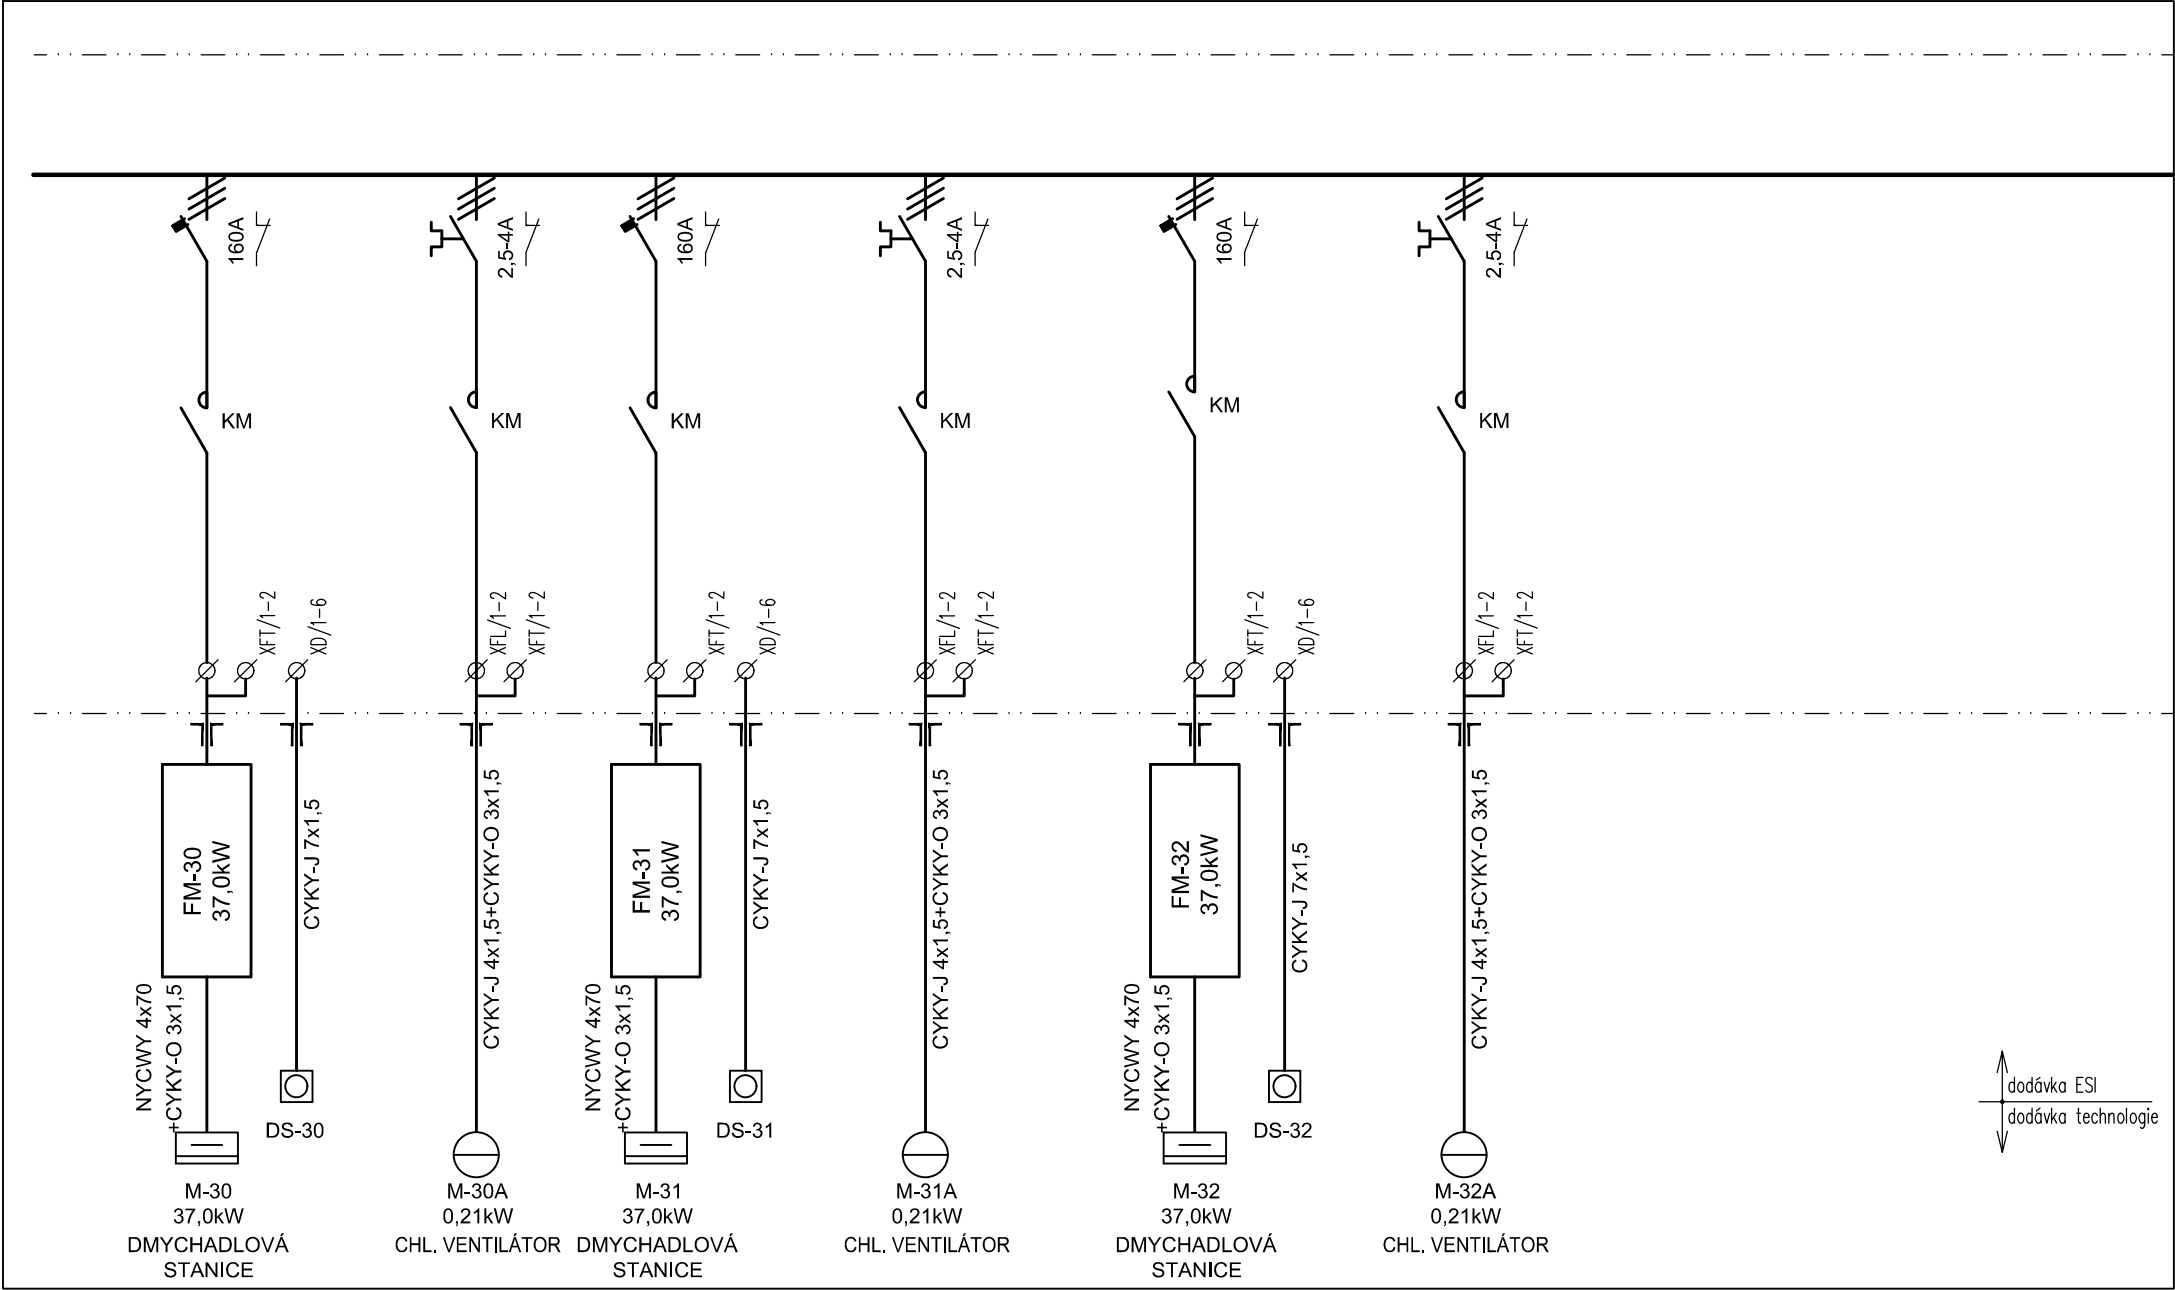 160A
2,5-4A
160A
2,5-4A
160A
2,5-4A
KM
KM
KM
KM
KM
KM
XFT/1-2
XD/1-6
XFL/1-2
XFT/1-2
XFT/1-2
XD/1-6
XFL/1-2
XFT/1-2
XFT/1-2
XD/1-6
XFL/1-2
XFT/1-2
FM-30
37,0kW
CYKY-J 7x1,5
CYKY-J 4x1,5+CYKY-O 3x1,5
FM-31
37,0kW
CYKY-J 7x1,5
CYKY-J 4x1,5+CYKY-O 3x1,5
FM-32
37,0kW
CYKY-J 7x1,5
CYKY-J 4x1,5+CYKY-O 3x1,5
NYCWY 4x70
+CYKY-O 3x1,5
NYCWY 4x70
+CYKY-O 3x1,5
NYCWY 4x70
+CYKY-O 3x1,5
DS-30
DS-31
DS-32
dodávka ESI
dodávka technologie
M-30
37,0kW
DMYCHADLOVÁ
STANICE
M-30A
0,21kW
CHL. VENTILÁTOR
M-31
37,0kW
DMYCHADLOVÁ
STANICE
M-31A
0,21kW
CHL. VENTILÁTOR
M-32
37,0kW
DMYCHADLOVÁ
STANICE
M-32A
0,21kW
CHL. VENTILÁTOR